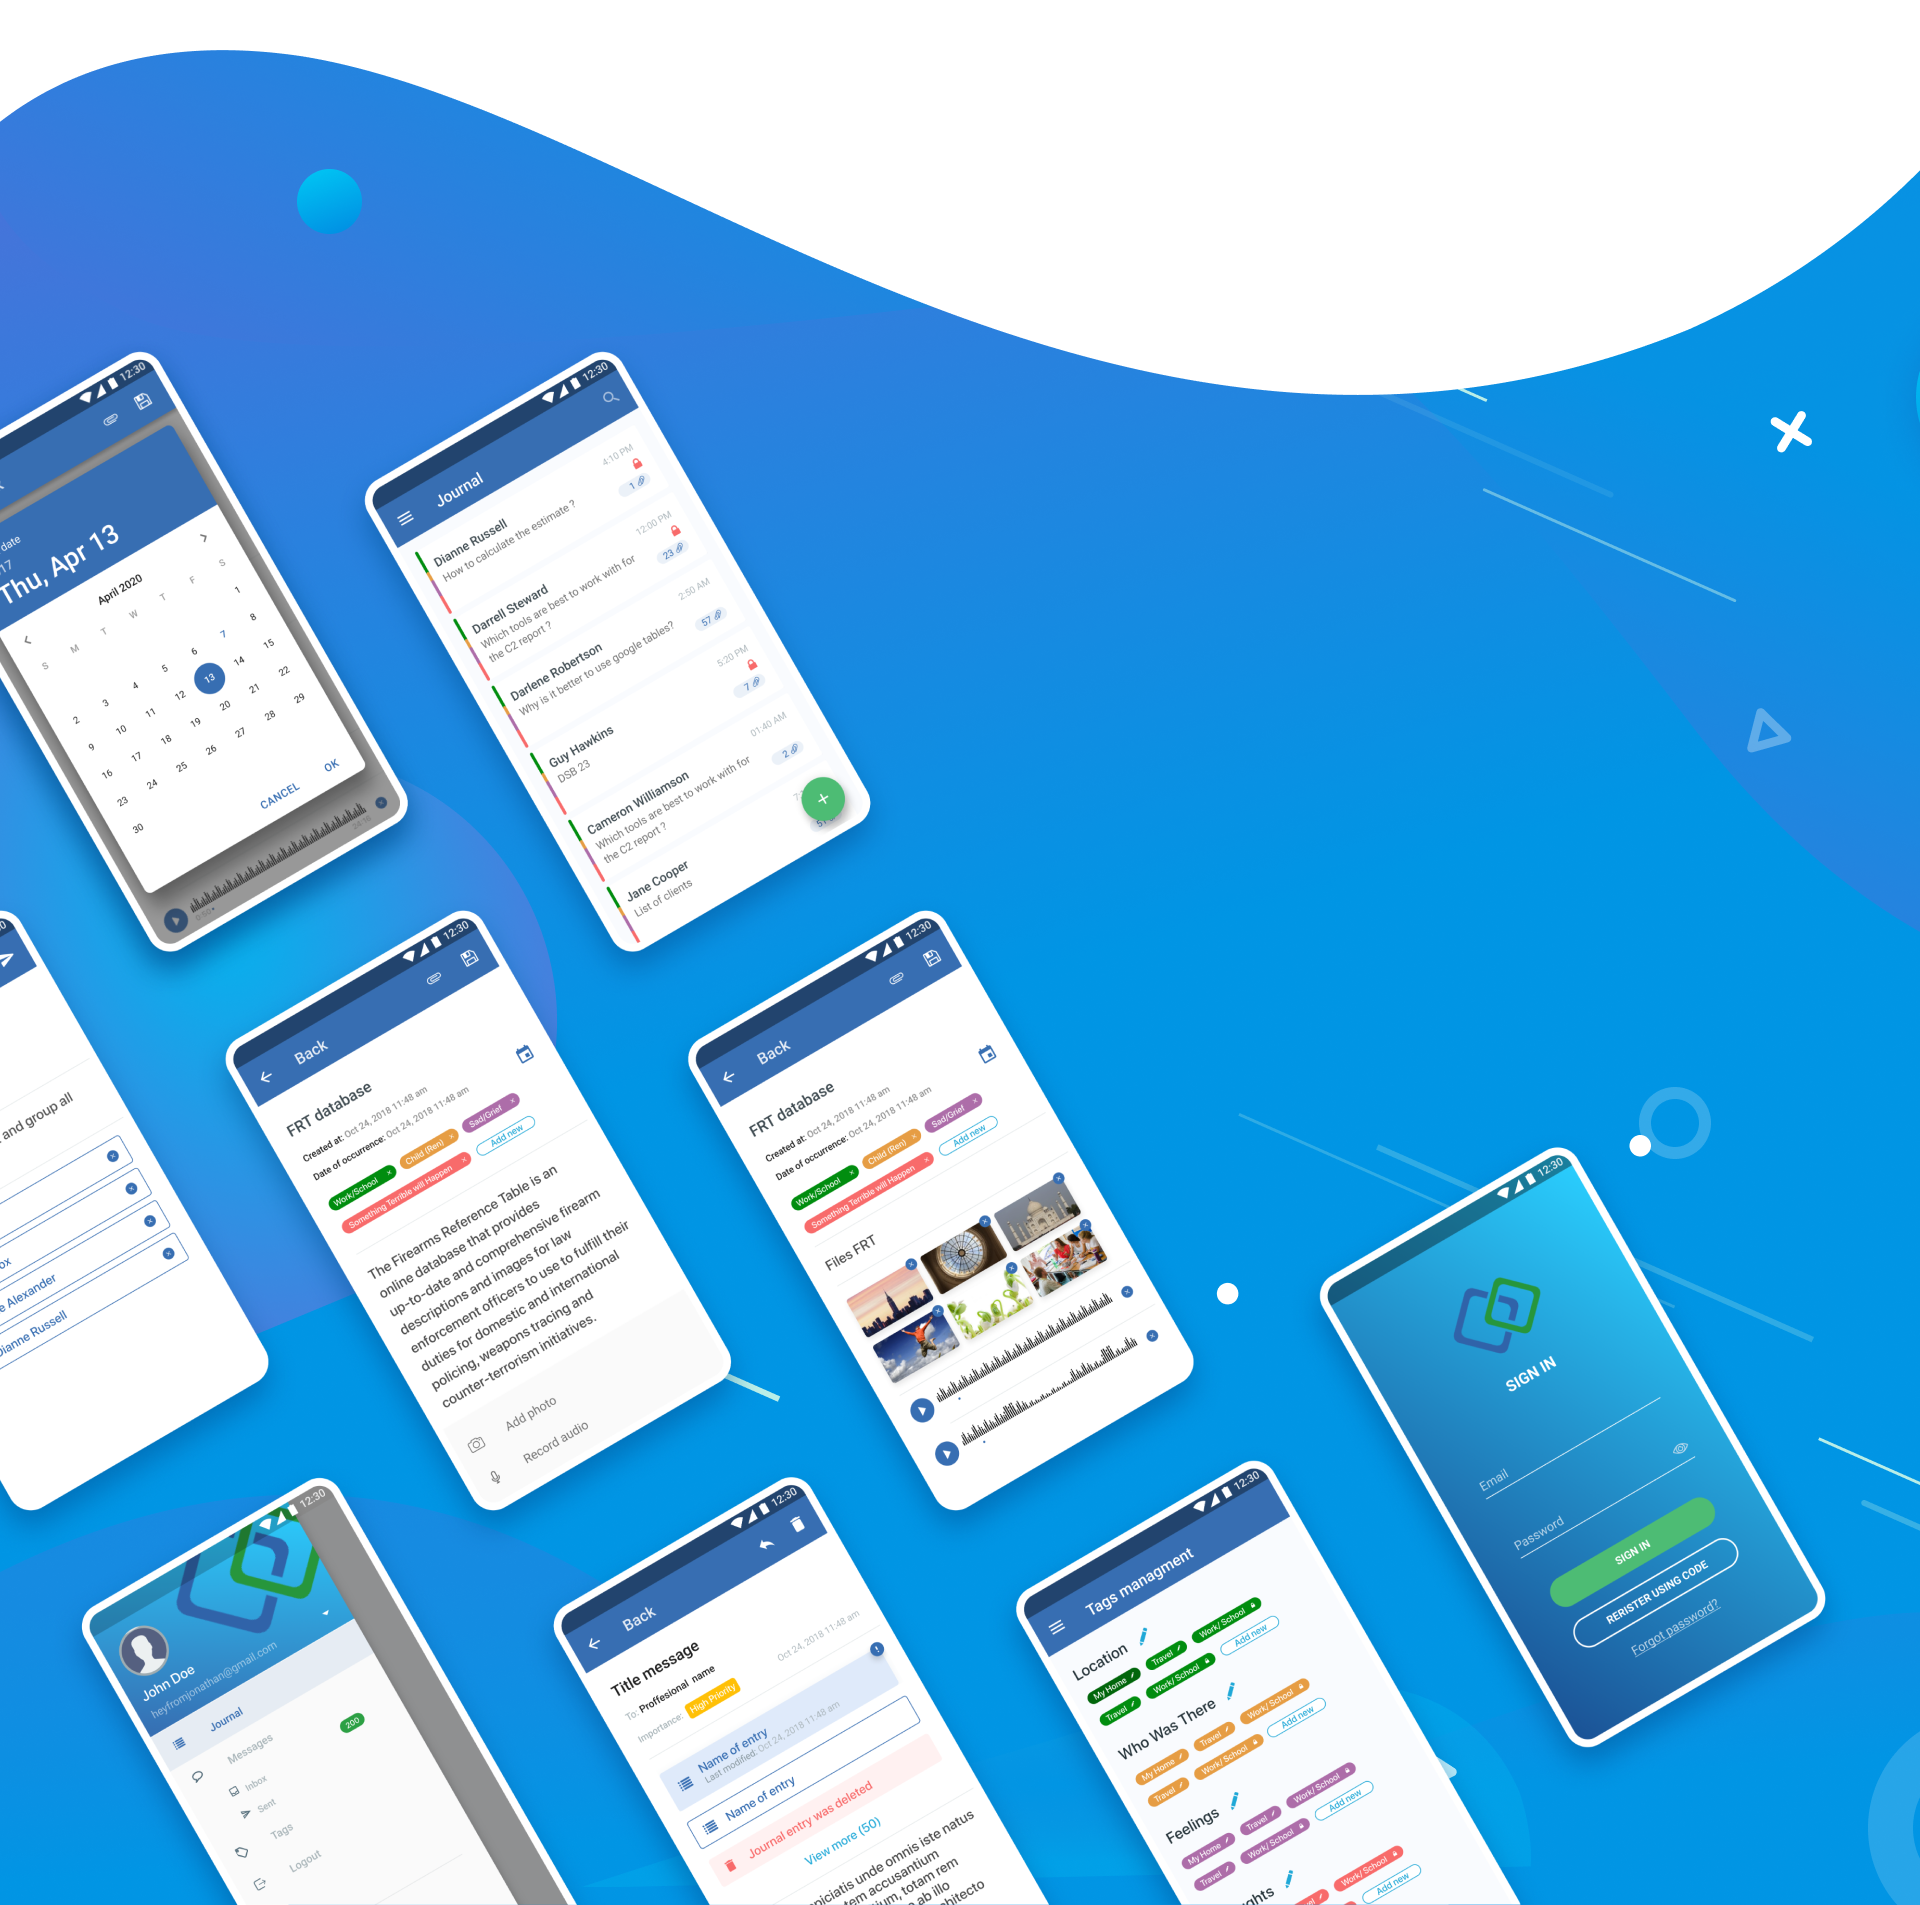 12:30
date
17
Thu, Apr 13
April 2020
S M T W T F S
1
2 3 4 5 6 7 8
9 10 11 12 13 14 15
16 17 18 19 20 21 22
23 24 25 26 27 28 29
30
CANCEL OK
12:30
Journal
Dianne Russell
4:10 PM
How to calculate the estimate ?
1
Darrell Steward
12:00 PM
Which tools are best to work with for
the C2 report ?
23
Darlene Robertson
2:50 AM
Why is it better to use google tables?
57
Guy Hawkins
5:20 PM
DSB 23
7
Cameron Williamson
01:40 AM
Which tools are best to work with for
the C2 report ?
2
Jane Cooper
List of clients
51
and group all
ox
e Alexander
Dianne Russell
12:30
Back
FRT database
Created at: Oct 24, 2018 11:48 am
Date of occurrence: Oct 24, 2018 11:48 am
Work/School Child (Ren) Sad/Grief
Something Terrible will Happen Add new
The Firearms Reference Table is an
online database that provides
up-to-date and comprehensive firearm
descriptions and images for law
enforcement officers to use to fulfill their
duties for domestic and international
policing, weapons tracing and
counter-terrorism initiatives.
Add photo
Record audio
12:30
Back
FRT database
Created at: Oct 24, 2018 11:48 am
Date of occurrence: Oct 24, 2018 11:48 am
Work/School Child (Ren) Sad/Grief
Something Terrible will Happen Add new
Files FRT
12:30
SIGN IN
Email
Password
SIGN IN
RERISTER USING CODE
Forgot password?
12:30
John Doe
heyfromjonathan@gmail.com
Journal
Messages 200
Inbox
Sent
Tags
Logout
12:30
Back
Title message
Oct 24, 2018 11:48 am
To: Proffesional name
Importance: High Priority
Name of entry
Last modified: Oct 24, 2018 11:48 am
Name of entry
Journal entry was deleted
View more (50)
piciatis unde omnis iste natus
tem accusantium
ium, totam rem
ab illo
chitecto
12:30
Tags managment
Location
My Home Travel Work/ School
Travel Work/ School Add new
Who Was There
My Home Travel Work/ School
Travel Work/ School Add new
Feelings
My Home Travel Work/ School
Travel Work/ School Add new
ghts
Work/ School
Add new